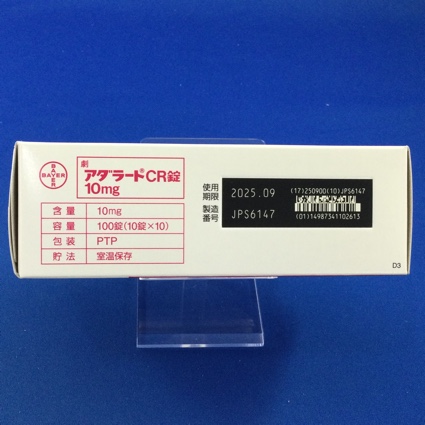 BAYER
BAYER
劇
アダラート®CR錠
10mg
含量 10mg
容量 100錠(10錠×10)
包装 PTP
貯法 室温保存
使用期限 2025.09
製造番号 JPS6147
(17)250900(10)JPS6147
(01)14987341102613
D3